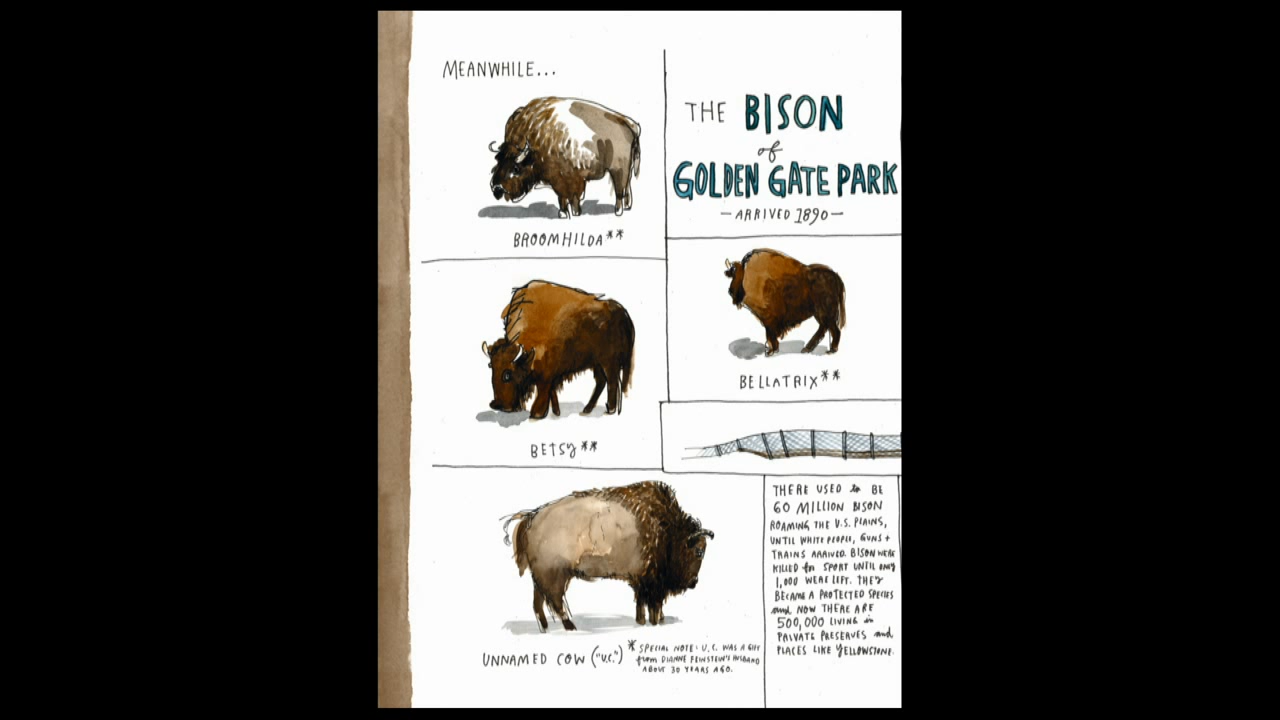 MEANWHILE...
BROOMHILDA**
THE BISON
of
GOLDEN GATE PARK
—ARRIVED 1890—
BETSY**
BELLATRIX**
UNNAMED COW ("U.C.")
*SPECIAL NOTE: U.C. WAS A GIFT
from DIANNE FEINSTEIN'S HUSBAND
ABOUT 30 YEARS AGO.
THERE USED to BE
60 MILLION BISON
ROAMING THE U.S. PLAINS,
UNTIL WHITE PEOPLE, GUNS +
TRAINS ARRIVED. BISON WERE
KILLED for SPORT UNTIL ONLY
1,000 WERE LEFT. THEY
BECAME A PROTECTED SPECIES
and NOW THERE ARE
500,000 LIVING in
PRIVATE PRESERVES and
PLACES LIKE YELLOWSTONE.